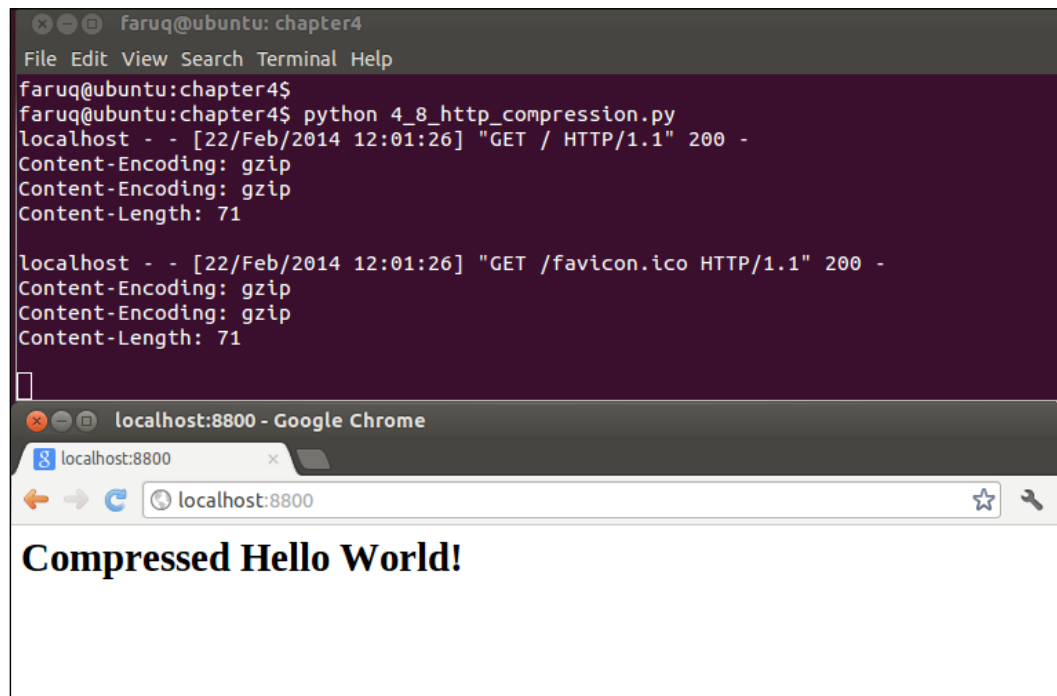 faruq@ubuntu: chapter4
File Edit View Search Terminal Help
faruq@ubuntu:chapter4$
faruq@ubuntu:chapter4$ python 4_8_http_compression.py
localhost - - [22/Feb/2014 12:01:26] "GET / HTTP/1.1" 200 -
Content-Encoding: gzip
Content-Encoding: gzip
Content-Length: 71
localhost - - [22/Feb/2014 12:01:26] "GET /favicon.ico HTTP/1.1" 200 -
Content-Encoding: gzip
Content-Encoding: gzip
Content-Length: 71
localhost:8800 - Google Chrome
8 localhost:8800
localhost:8800
Compressed Hello World!